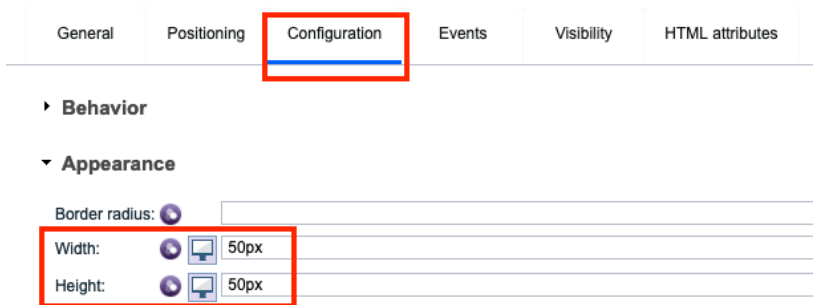 General Positioning Configuration Events Visibility HTML attributes
Behavior
Appearance
Border radius:
Width: 50px
Height: 50px